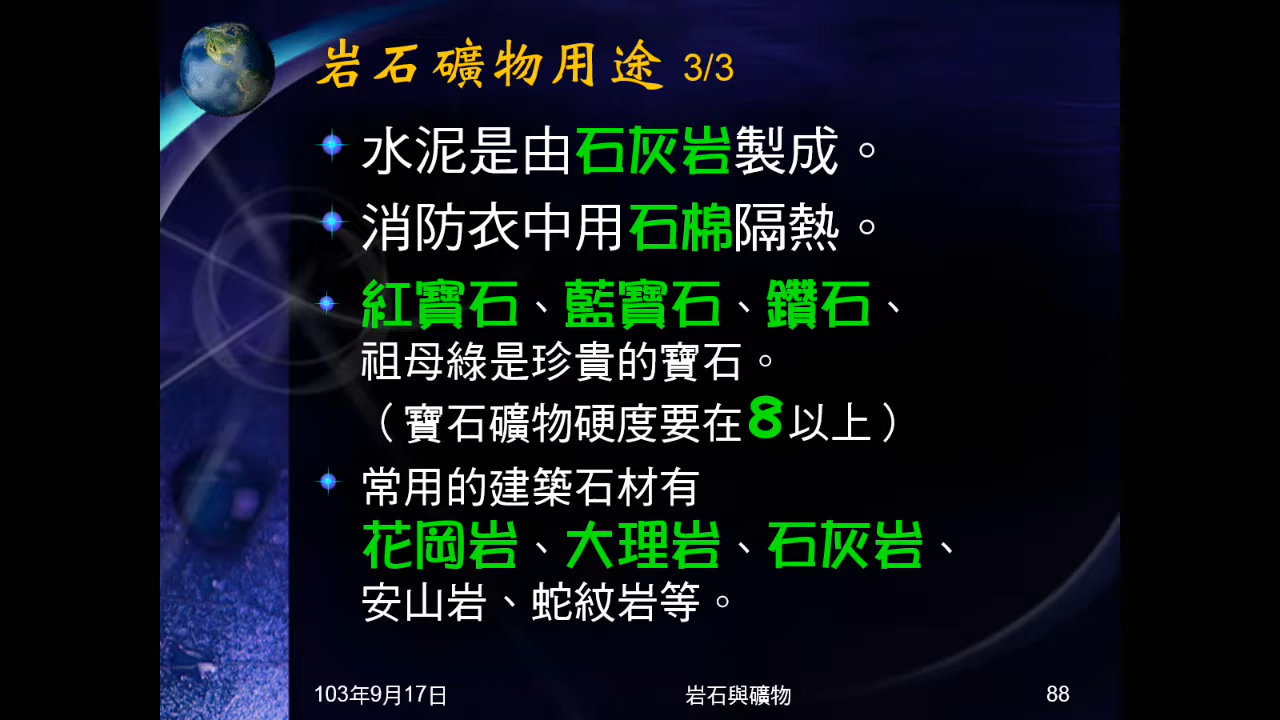 岩石礦物用途 3/3
水泥是由石灰岩製成。
消防衣中用石棉隔熱。
紅寶石、藍寶石、鑽石、
祖母綠是珍貴的寶石。
（寶石礦物硬度要在8以上）
常用的建築石材有
花岡岩、大理岩、石灰岩、
安山岩、蛇紋岩等。
103年9月17日 岩石與礦物 88